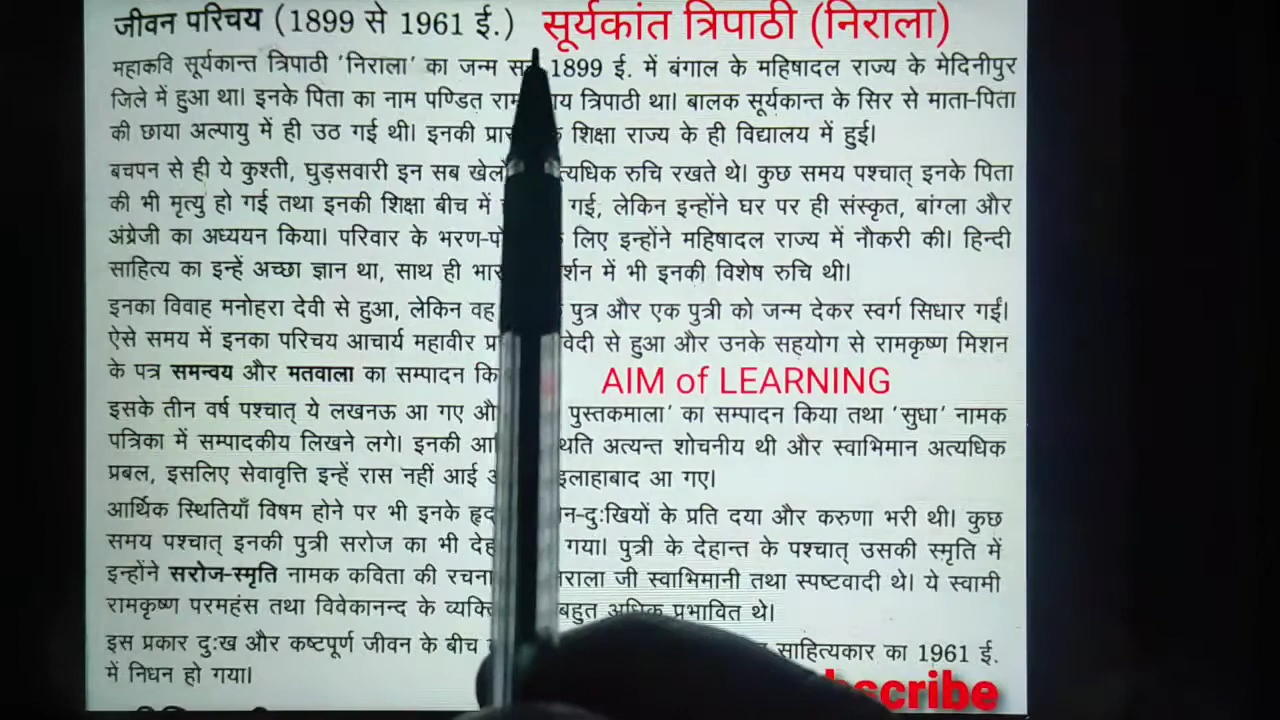 जीवन परिचय (1899 से 1961 ई.) सूर्यकांत त्रिपाठी (निराला)
महाकवि सूर्यकान्त त्रिपाठी 'निराला' का जन्म 1899 ई. में बंगाल के महिषादल राज्य के मेदिनीपुर
जिले में हुआ था। इनके पिता का नाम पण्डित त्रिपाठी था। बालक सूर्यकान्त के सिर से माता-पिता
की छाया अल्पायु में ही उठ गई थी। इनकी शिक्षा राज्य के ही विद्यालय में हुई।
बचपन से ही ये कुश्ती, घुड़सवारी इन सब रुचि रखते थे। कुछ समय पश्चात् इनके पिता
की भी मृत्यु हो गई तथा इनकी शिक्षा बीच में गई, लेकिन इन्होंने घर पर ही संस्कृत, बांग्ला और
अंग्रेजी का अध्ययन किया। परिवार के लिए इन्होंने महिषादल राज्य में नौकरी की। हिन्दी
साहित्य का इन्हें अच्छा ज्ञान था, साथ ही में भी इनकी विशेष रुचि थी।
इनका विवाह मनोहरा देवी से हुआ, लेकिन वह पुत्र और एक पुत्री को जन्म देकर स्वर्ग सिधार गईं।
ऐसे समय में इनका परिचय आचार्य महावीर से हुआ और उनके सहयोग से रामकृष्ण मिशन
के पत्र समन्वय और मतवाला का सम्पादन AIM of LEARNING
इसके तीन वर्ष पश्चात् ये लखनऊ आ गए पुस्तकमाला' का सम्पादन किया तथा 'सुधा' नामक
पत्रिका में सम्पादकीय लिखने लगे। इनकी अत्यन्त शोचनीय थी और स्वाभिमान अत्यधिक
प्रबल, इसलिए सेवावृत्ति इन्हें रास नहीं आई इलाहाबाद आ गए।
आर्थिक स्थितियाँ विषम होने पर भी इनके के प्रति दया और करुणा भरी थी। कुछ
समय पश्चात् इनकी पुत्री सरोज का भी गया। पुत्री के देहान्त के पश्चात् उसकी स्मृति में
इन्होंने सरोज-स्मृति नामक कविता की रचना जी स्वाभिमानी तथा स्पष्टवादी थे। ये स्वामी
रामकृष्ण परमहंस तथा विवेकानन्द के बहुत अधिक प्रभावित थे।
इस प्रकार दुःख और कष्टपूर्ण जीवन के बीच साहित्यकार का 1961 ई.
में निधन हो गया।